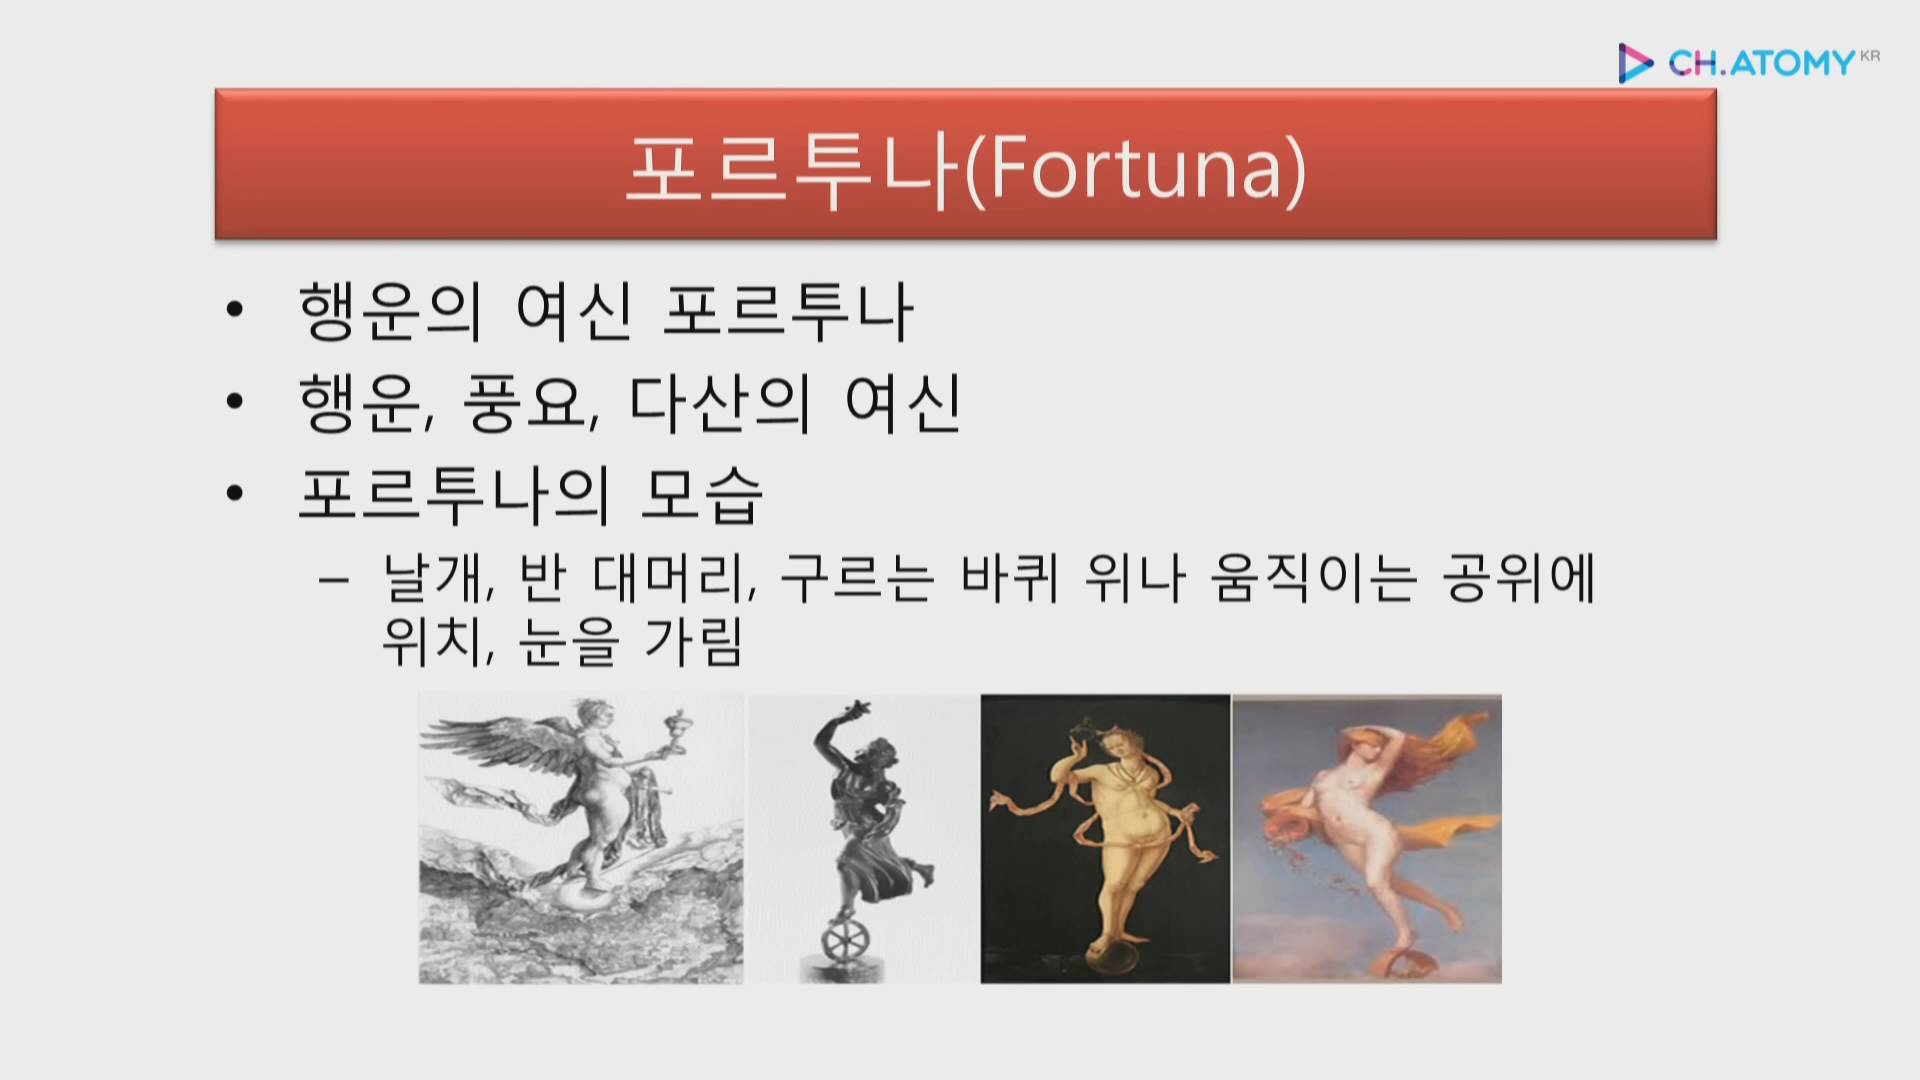 CH.ATOMY KR
포르투나(Fortuna)
• 행운의 여신 포르투나
• 행운, 풍요, 다산의 여신
• 포르투나의 모습
– 날개, 반 대머리, 구르는 바퀴 위나 움직이는 공위에
위치, 눈을 가림